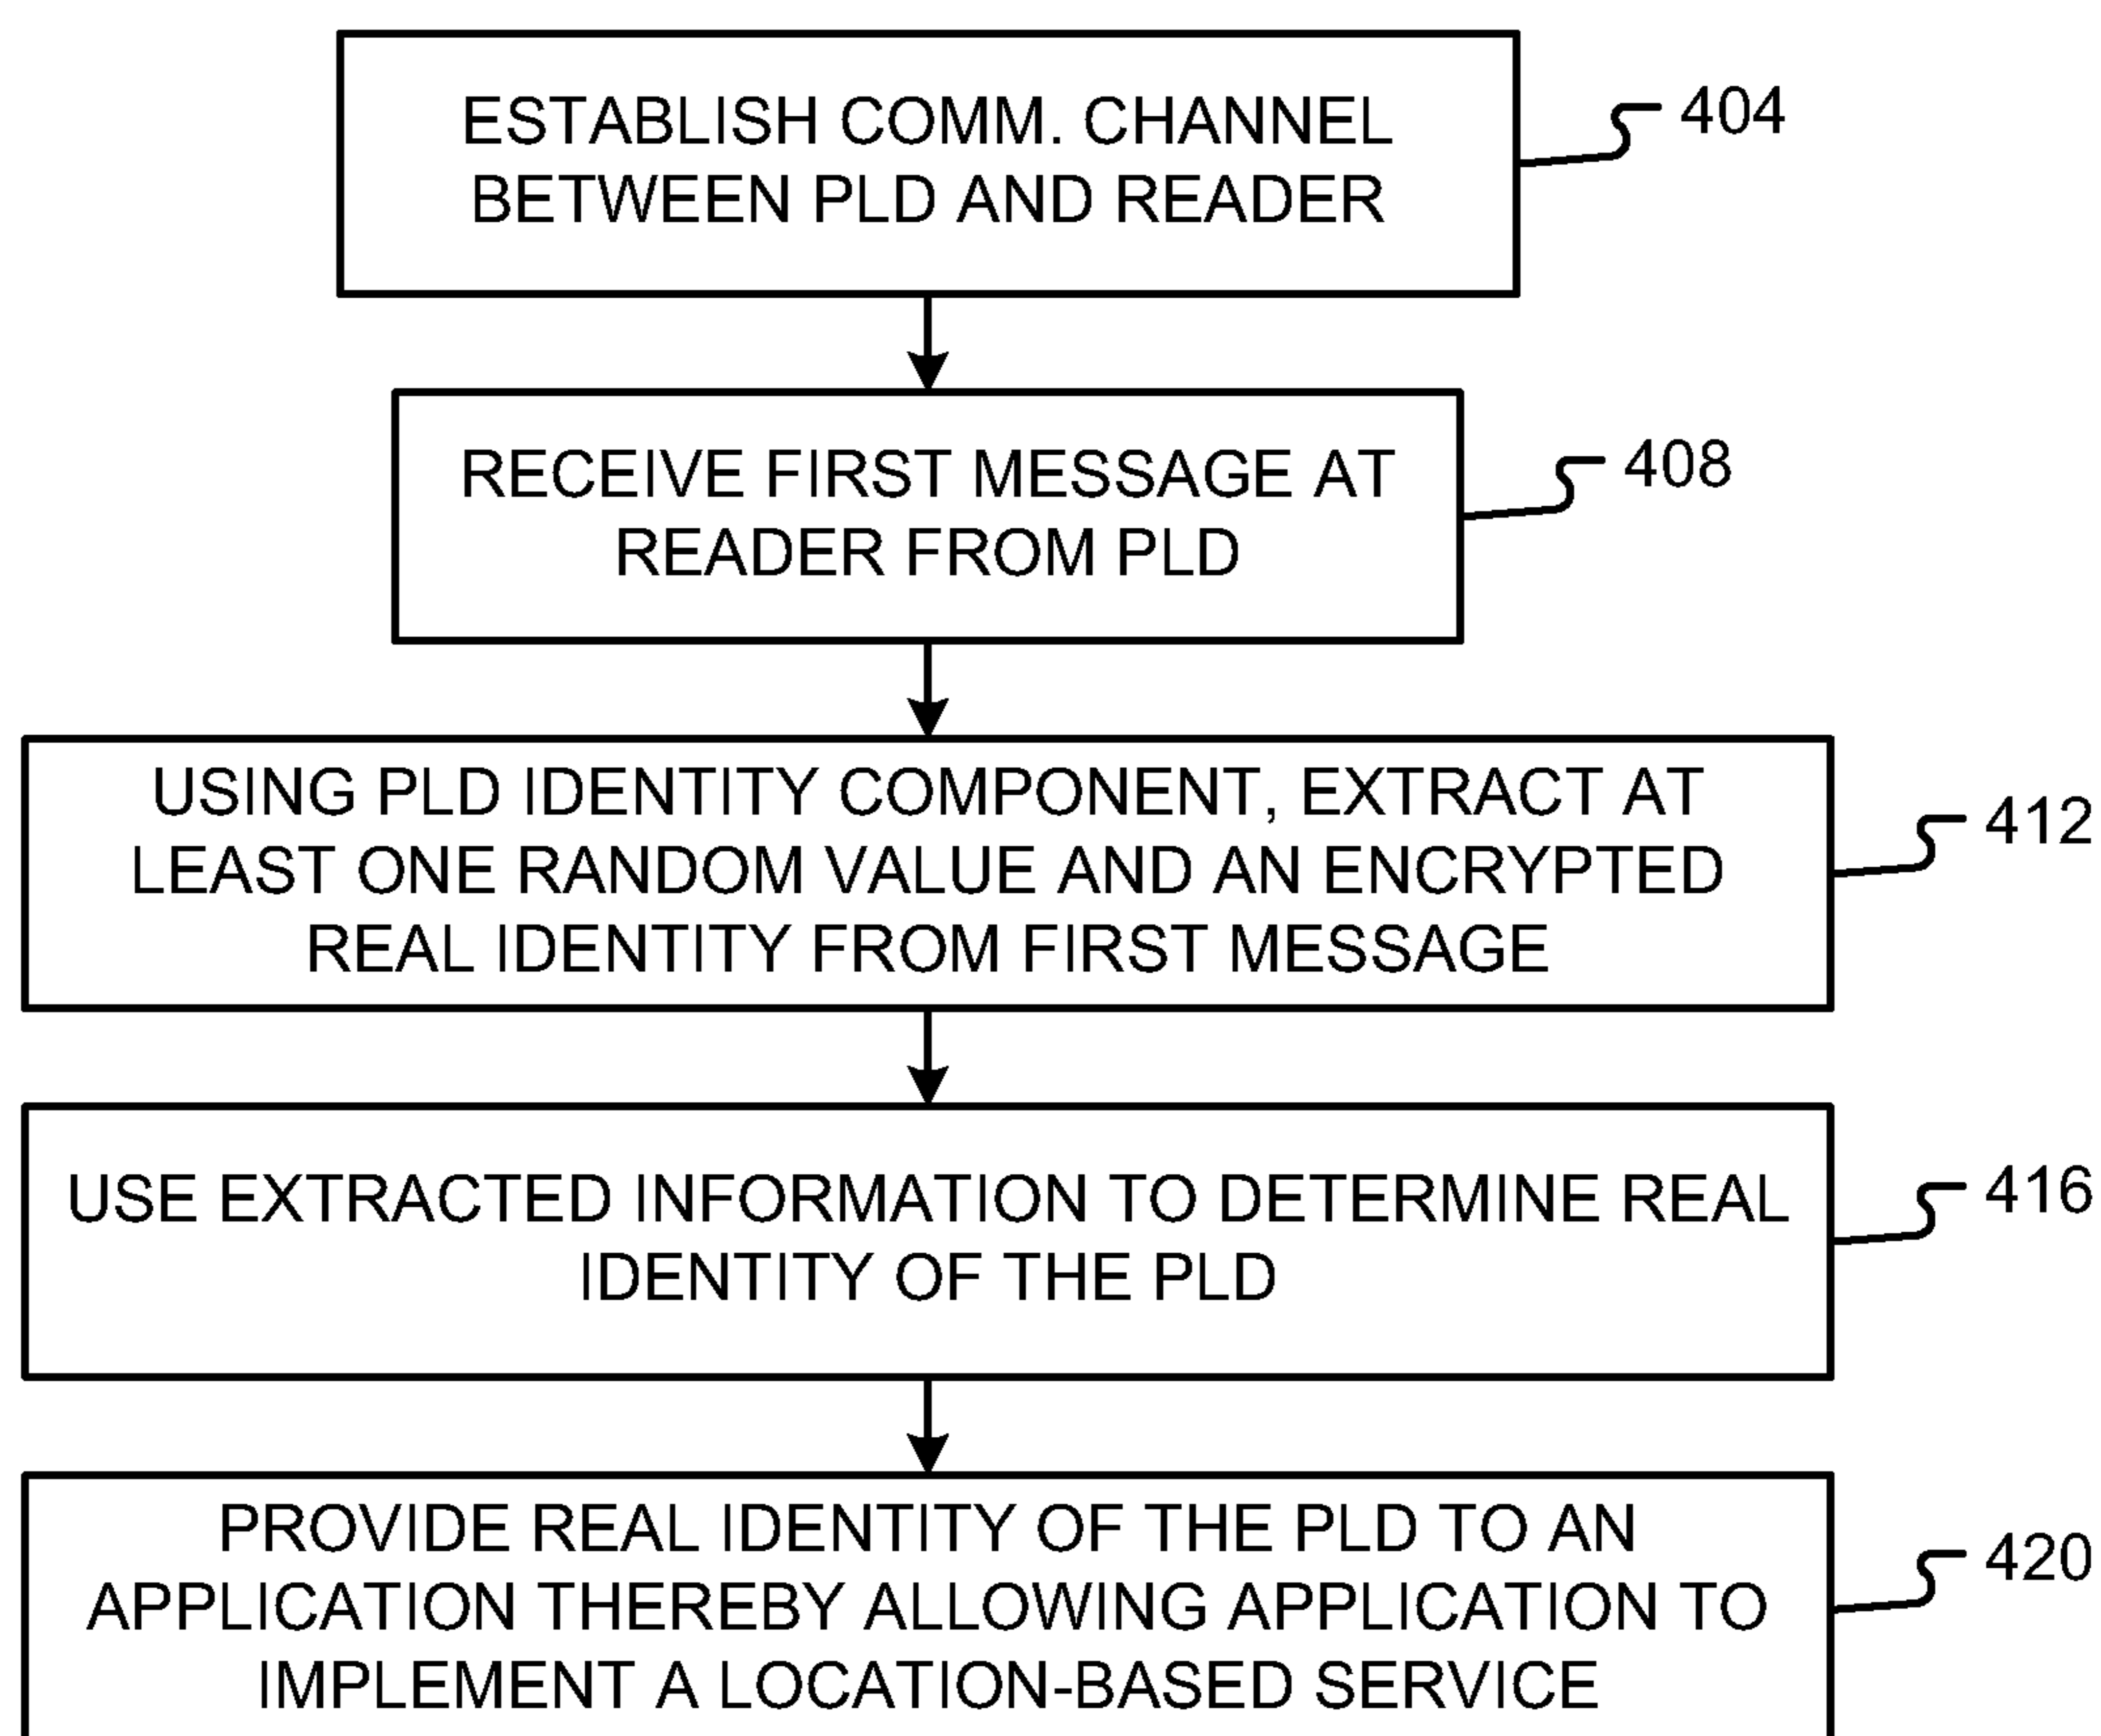 ESTABLISH COMM. CHANNEL
BETWEEN PLD AND READER
404
RECEIVE FIRST MESSAGE AT
READER FROM PLD
408
USING PLD IDENTITY COMPONENT, EXTRACT AT
LEAST ONE RANDOM VALUE AND AN ENCRYPTED
REAL IDENTITY FROM FIRST MESSAGE
412
USE EXTRACTED INFORMATION TO DETERMINE REAL
IDENTITY OF THE PLD
416
PROVIDE REAL IDENTITY OF THE PLD TO AN
APPLICATION THEREBY ALLOWING APPLICATION TO
IMPLEMENT A LOCATION-BASED SERVICE
420